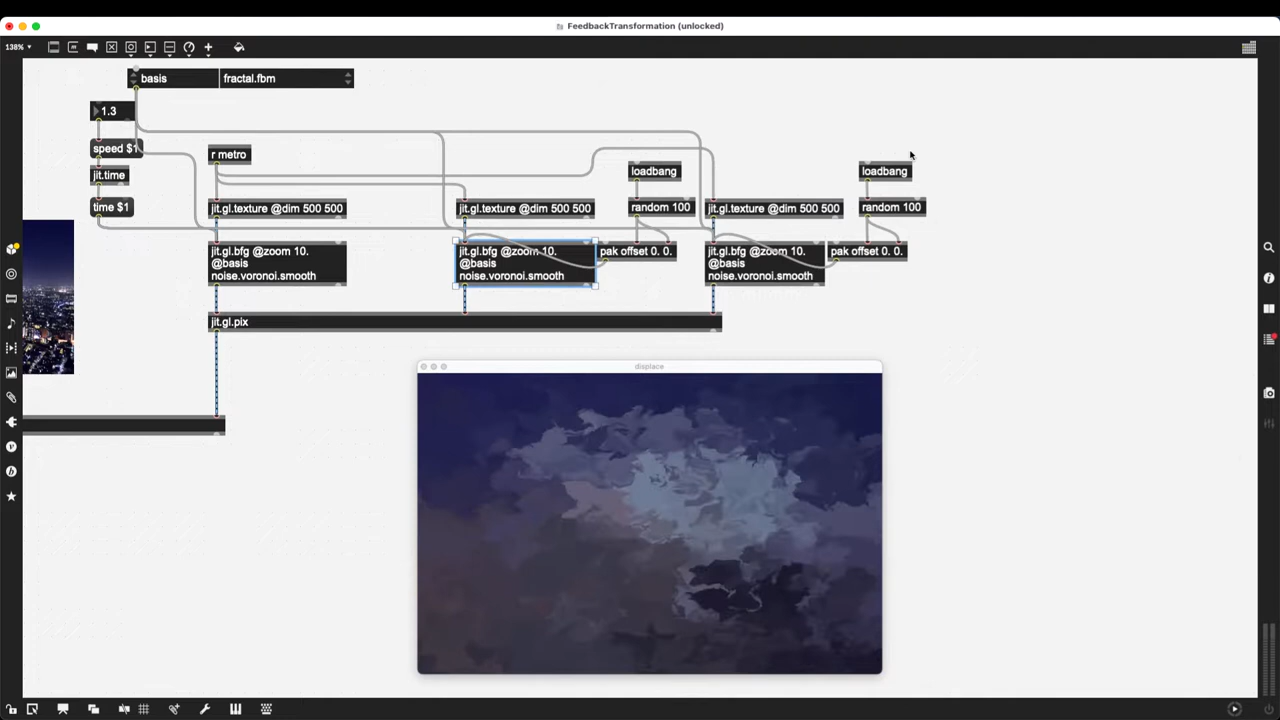 FeedbackTransformation (unlocked)
138%
basis
fractal.fbm
1.3
speed $1
r metro
loadbang
loadbang
jit.time
time $1
jit.gl.texture @dim 500 500
jit.gl.texture @dim 500 500
random 100
jit.gl.texture @dim 500 500
random 100
jit.gl.bfg @zoom 10.
@basis
noise.voronoi.smooth
jit.gl.bfg @zoom 10.
@basis
noise.voronoi.smooth
pak offset 0. 0.
jit.gl.bfg @zoom 10.
@basis
noise.voronoi.smooth
pak offset 0. 0.
jit.gl.pix
displace